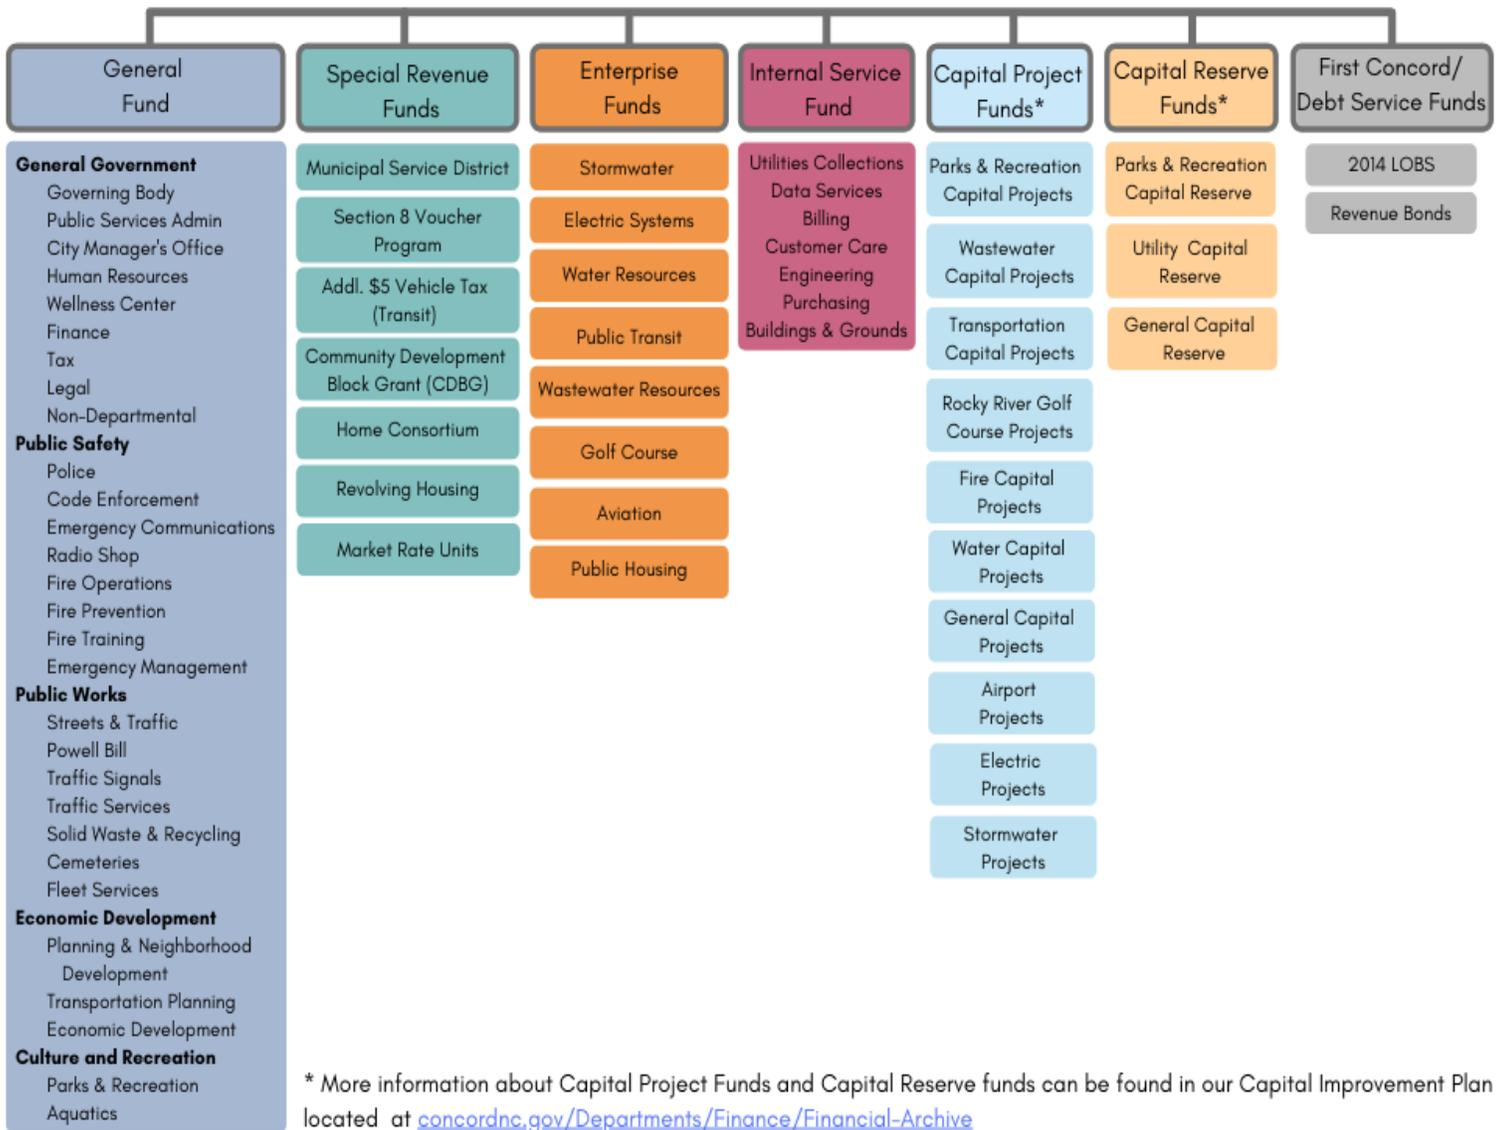 General
Fund
General Government
Governing Body
Public Services Admin
City Manager's Office
Human Resources
Wellness Center
Finance
Tax
Legal
Non-Departmental
Public Safety
Police
Code Enforcement
Emergency Communications
Radio Shop
Fire Operations
Fire Prevention
Fire Training
Emergency Management
Public Works
Streets & Traffic
Powell Bill
Traffic Signals
Traffic Services
Solid Waste & Recycling
Cemeteries
Fleet Services
Economic Development
Planning & Neighborhood
Development
Transportation Planning
Economic Development
Culture and Recreation
Parks & Recreation
Aquatics
Special Revenue
Funds
Municipal Service District
Section 8 Voucher
Program
Addl. $5 Vehicle Tax
(Transit)
Community Development
Block Grant (CDBG)
Home Consortium
Revolving Housing
Market Rate Units
Enterprise
Funds
Stormwater
Electric Systems
Water Resources
Public Transit
Wastewater Resources
Golf Course
Aviation
Public Housing
Internal Service
Fund
Utilities Collections
Data Services
Billing
Customer Care
Engineering
Purchasing
Buildings & Grounds
Capital Project
Funds*
Parks & Recreation
Capital Projects
Wastewater
Capital Projects
Transportation
Capital Projects
Rocky River Golf
Course Projects
Fire Capital
Projects
Water Capital
Projects
General Capital
Projects
Airport
Projects
Electric
Projects
Stormwater
Projects
Capital Reserve
Funds*
Parks & Recreation
Capital Reserve
Utility Capital
Reserve
General Capital
Reserve
First Concord/
Debt Service Funds
2014 LOBS
Revenue Bonds
* More information about Capital Project Funds and Capital Reserve funds can be found in our Capital Improvement Plan
located at concordnc.gov/Departments/Finance/Financial-Archive